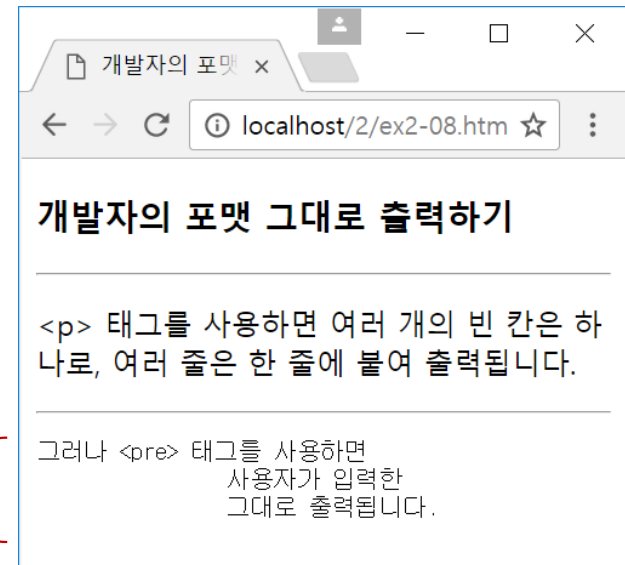 개발자의 포맷
localhost/2/ex2-08.htm
개발자의 포맷 그대로 출력하기
<p> 태그를 사용하면 여러 개의 빈 칸은 하
나로, 여러 줄은 한 줄에 붙여 출력됩니다.
그러나 <pre> 태그를 사용하면
사용자가 입력한
그대로 출력됩니다.